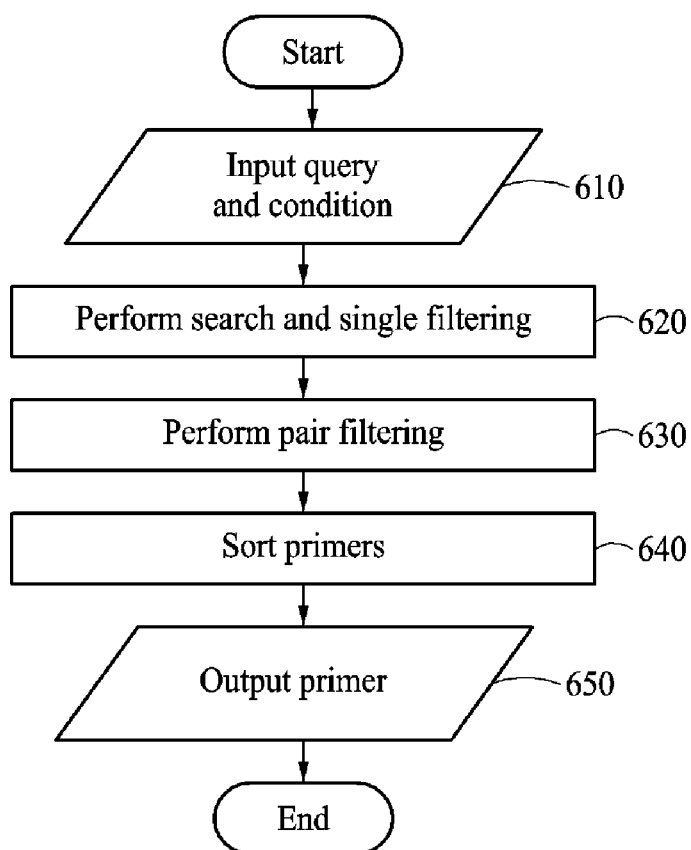 Start
Input query
and condition
610
Perform search and single filtering
620
Perform pair filtering
630
Sort primers
640
Output primer
650
End